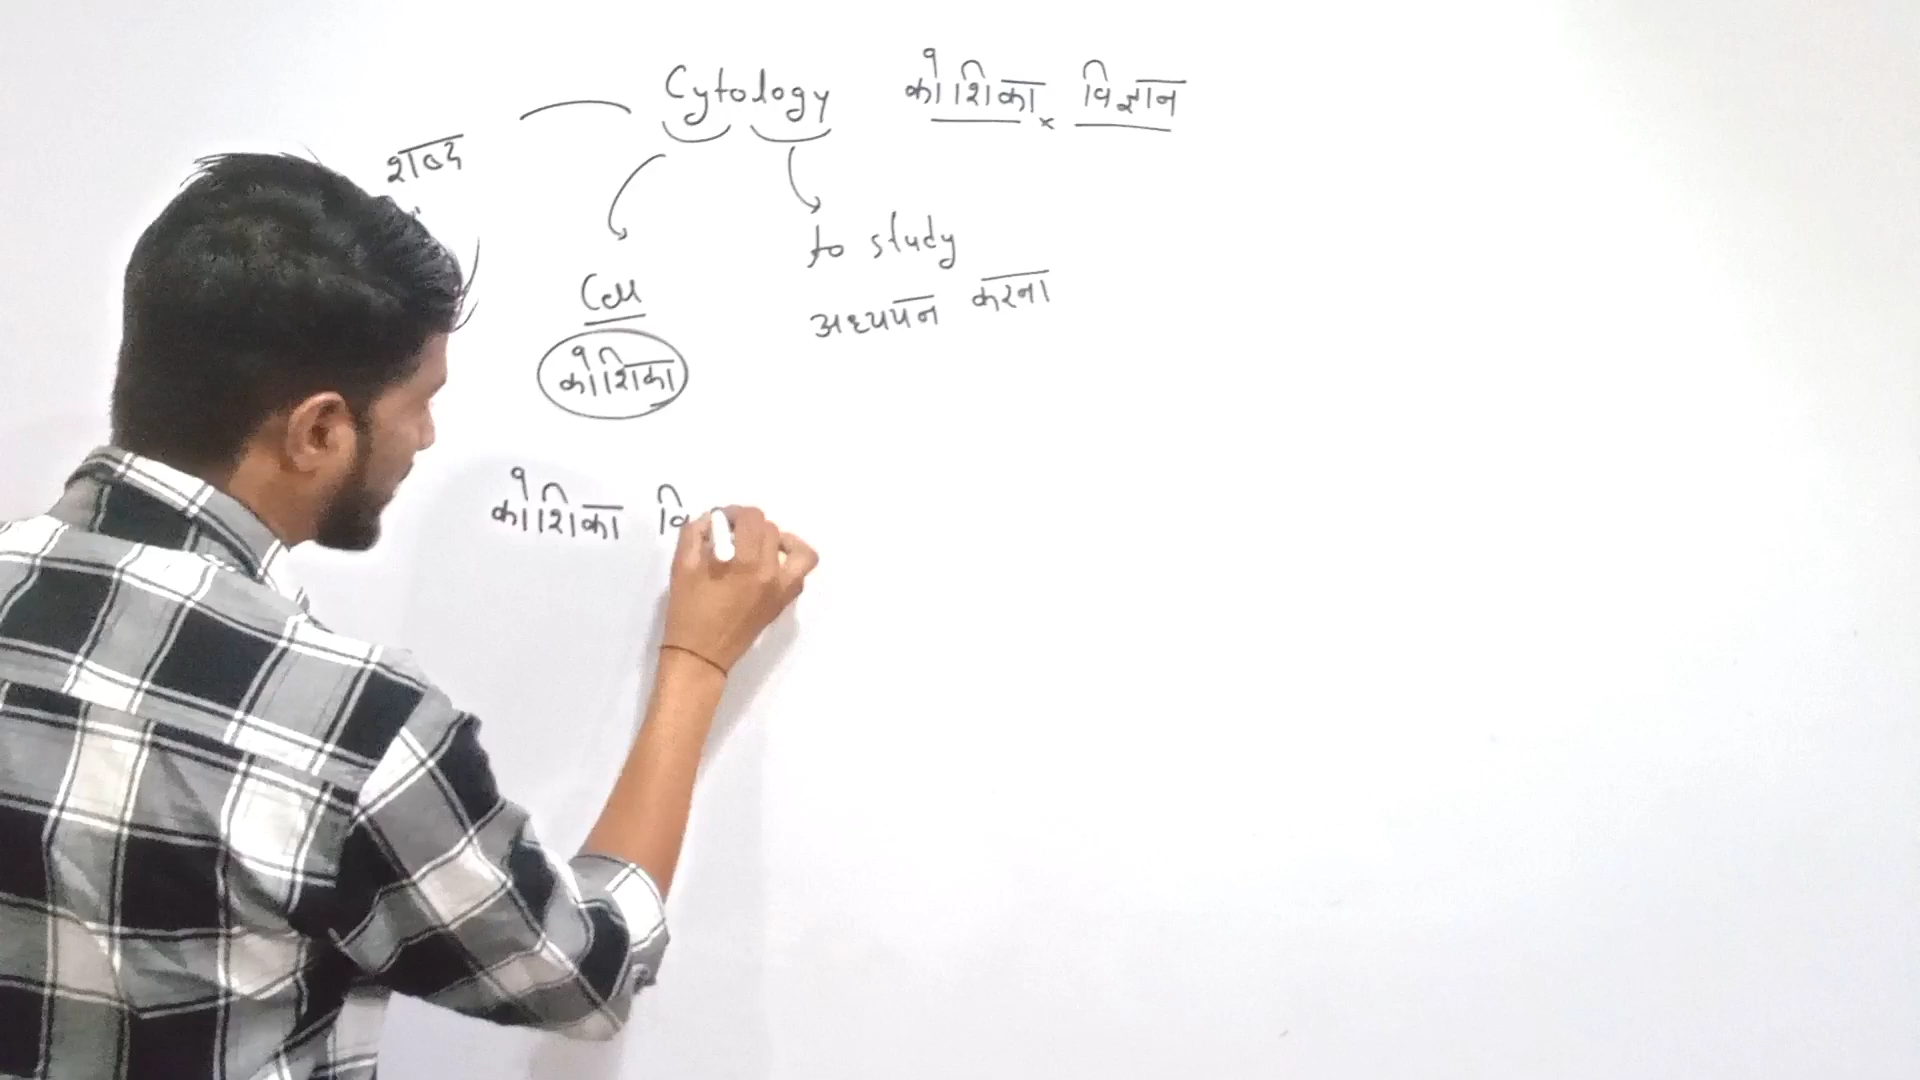 Cytology कोशिका विज्ञान
शब्द
to study
Cell
अध्ययन करना
कोशिका
कोशिका वि